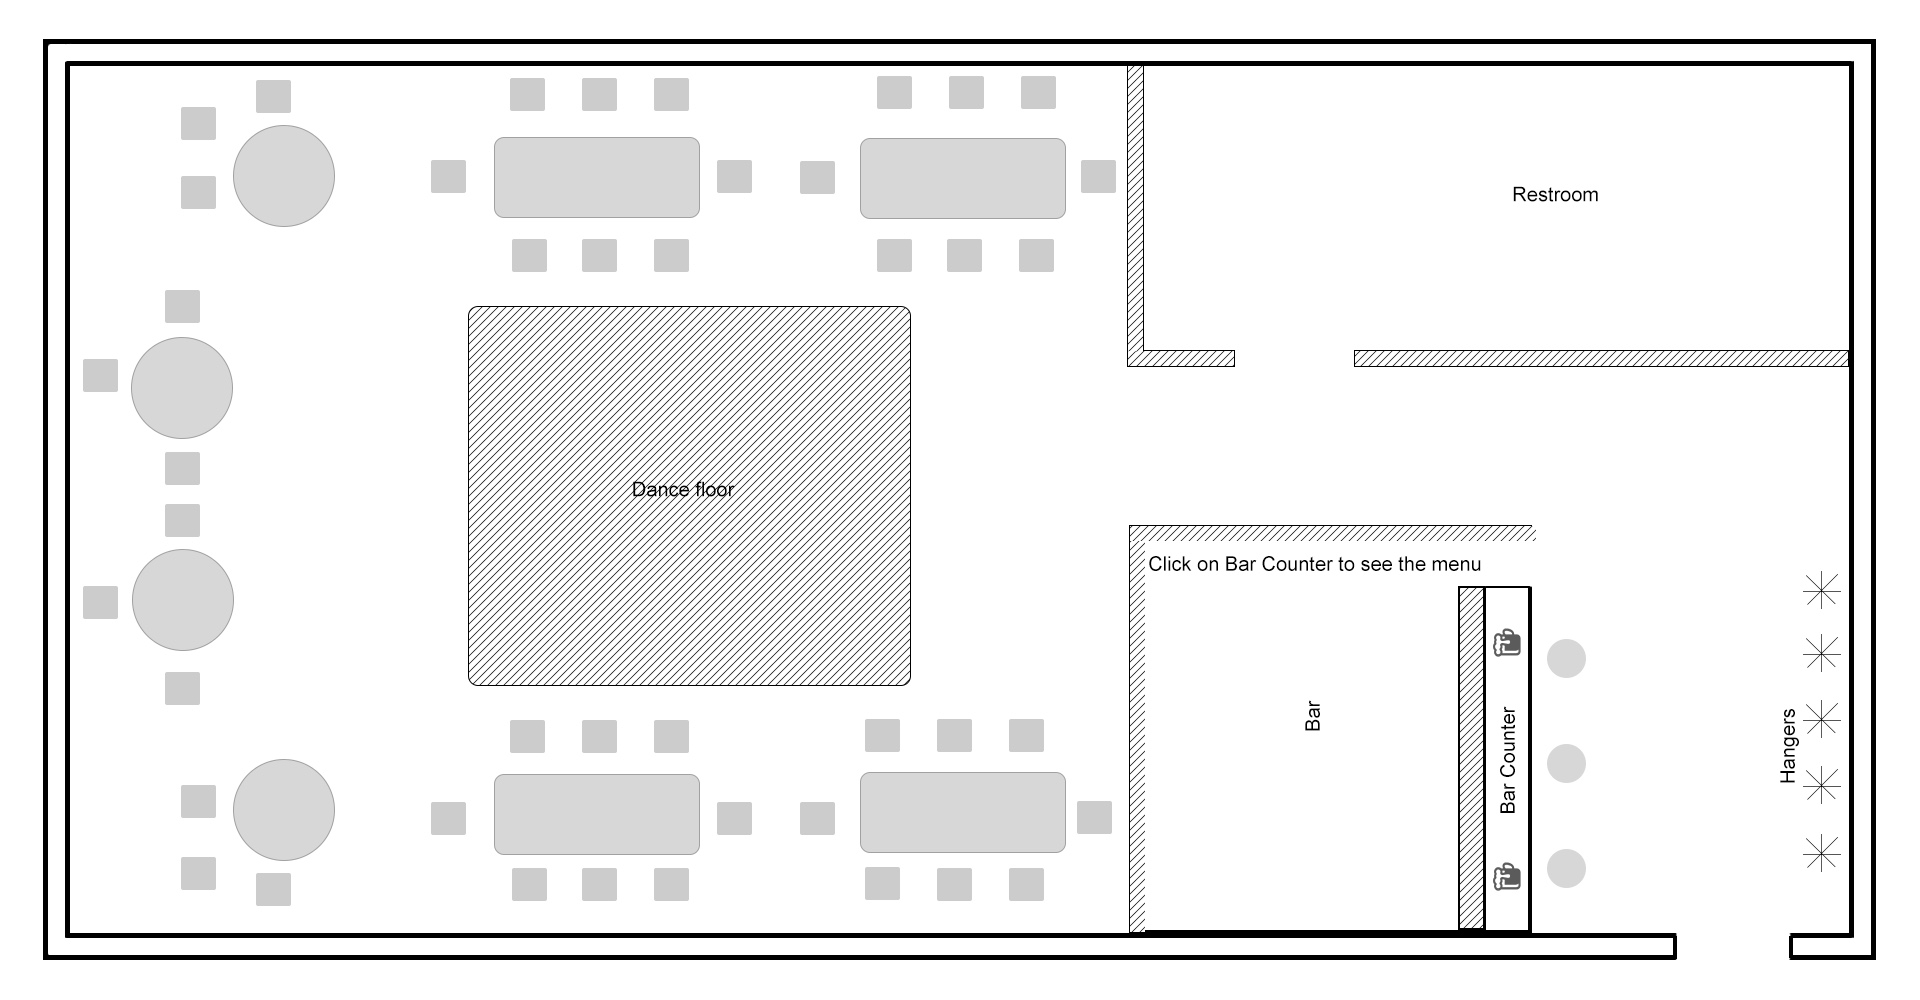 Restroom
Dance floor
Click on Bar Counter to see the menu
Bar
Bar Counter
Hangers